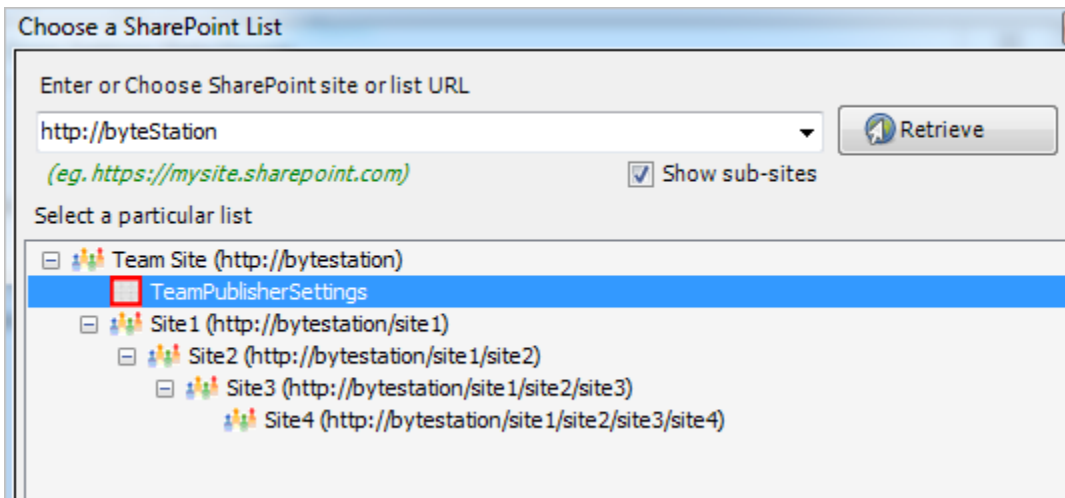 Choose a SharePoint List
Enter or Choose SharePoint site or list URL
http://byteStation
Retrieve
(eg. https://mysite.sharepoint.com)
Show sub-sites
Select a particular list
Team Site (http://bytestation)
TeamPublisherSettings
Site1 (http://bytestation/site1)
Site2 (http://bytestation/site1/site2)
Site3 (http://bytestation/site1/site2/site3)
Site4 (http://bytestation/site1/site2/site3/site4)